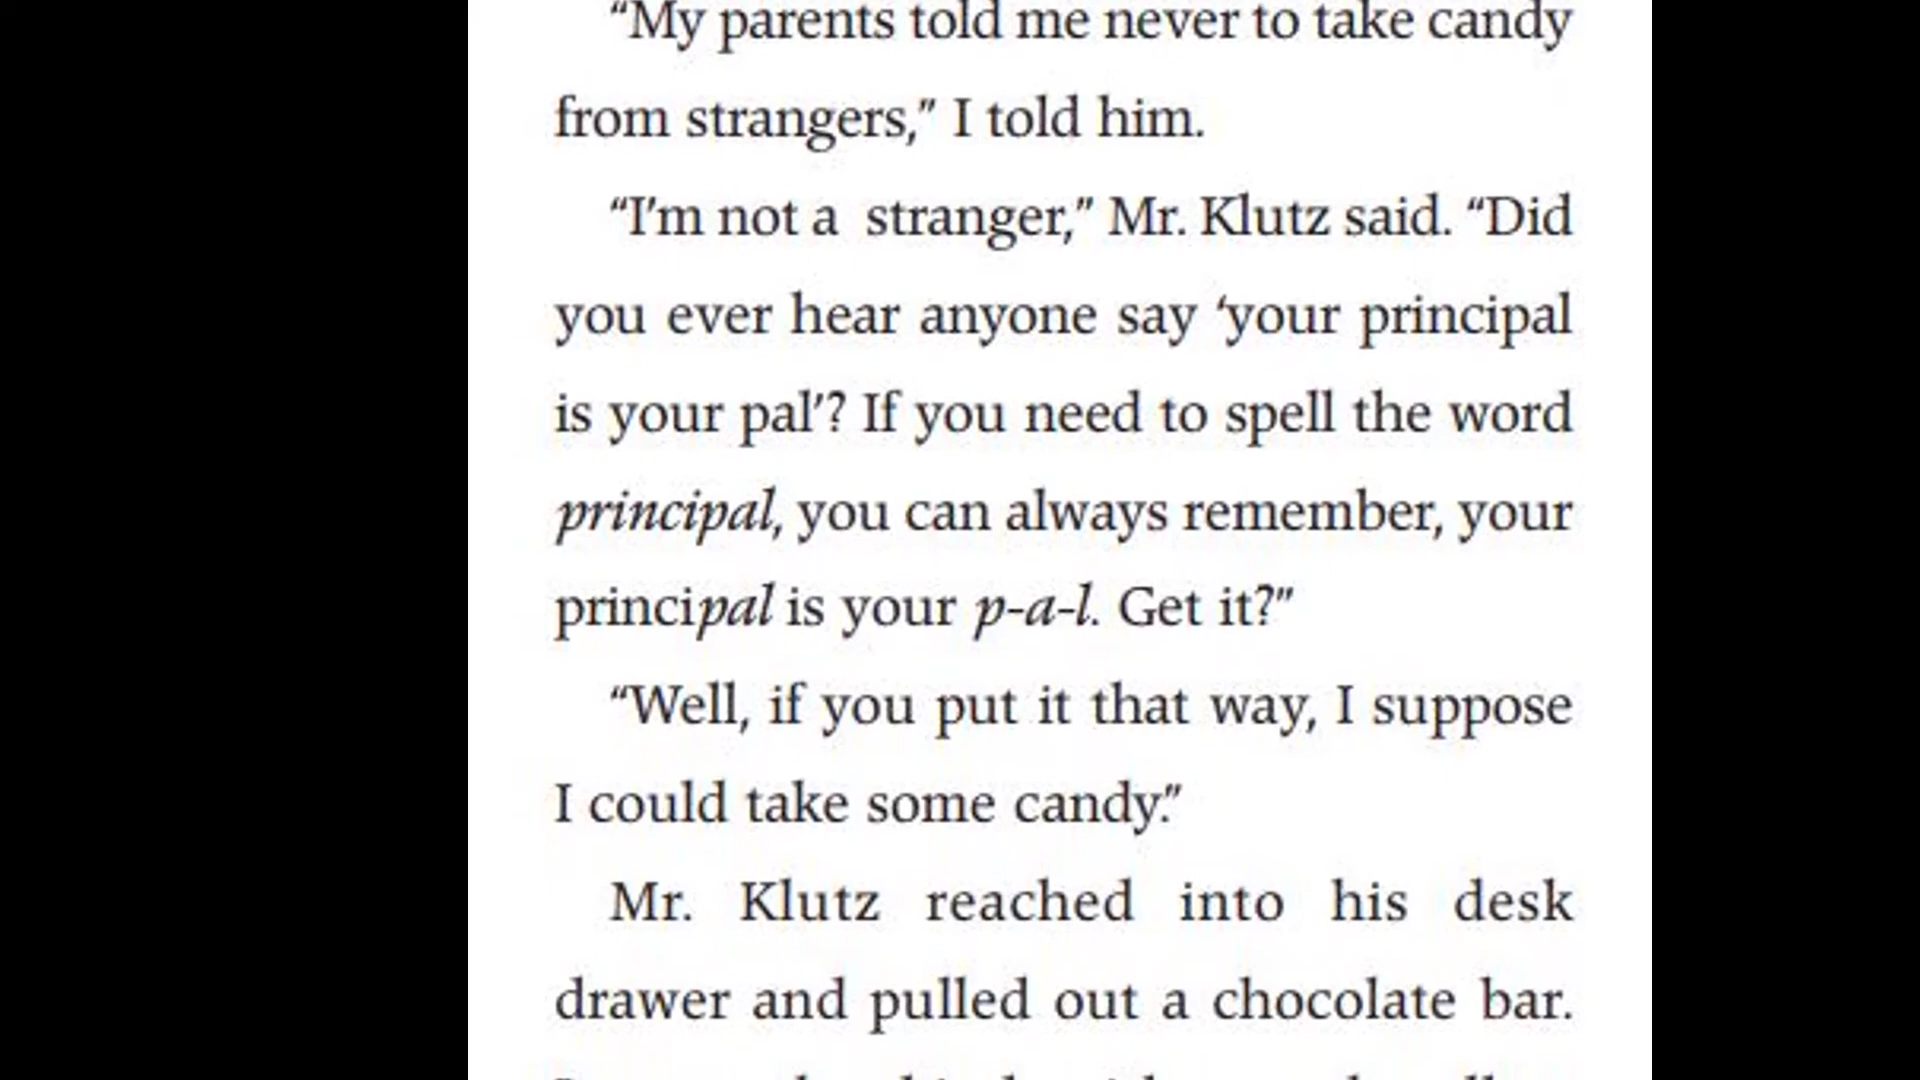 “My parents told me never to take candy
from strangers,” I told him.
“I’m not a stranger,” Mr. Klutz said. “Did
you ever hear anyone say ‘your principal
is your pal’? If you need to spell the word
principal, you can always remember, your
principal is your p-a-l. Get it?”
“Well, if you put it that way, I suppose
I could take some candy.”
Mr. Klutz reached into his desk
drawer and pulled out a chocolate bar.